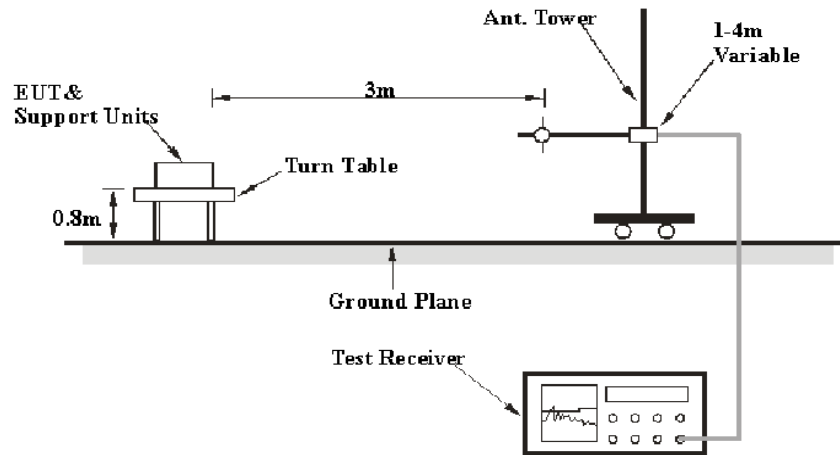 Ant. Tower
1-4m
Variable
EUT&
Support Units
3m
Turn Table
0.8m
Ground Plane
Test Receiver